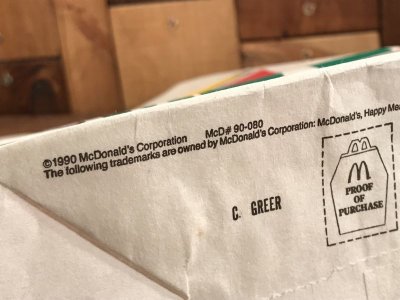 ©1990 McDonald's Corporation McD# 90-080
The following trademarks are owned by McDonald's Corporation: McDonald's, Happy Mea
C. GREER
PROOF
OF
PURCHASE